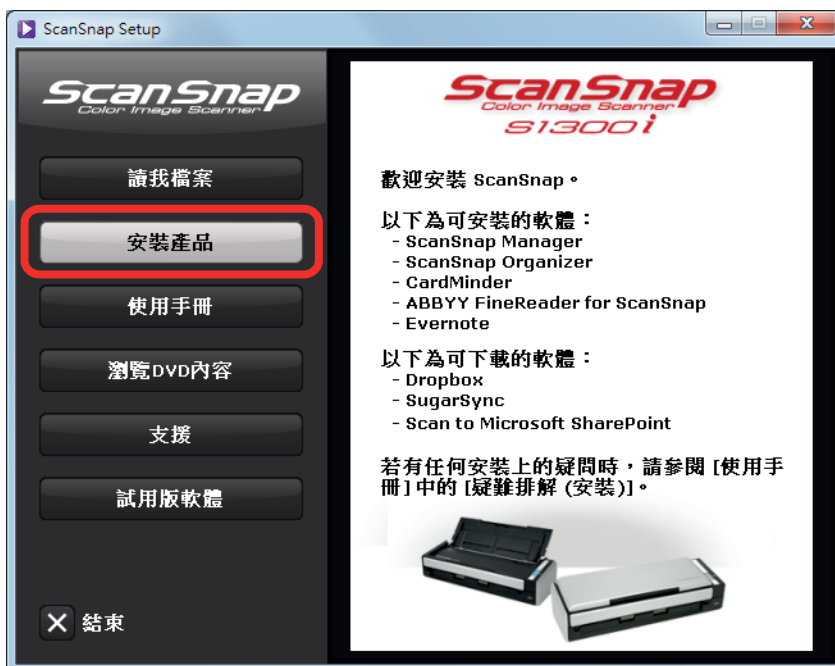 ScanSnap Setup
ScanSnap
Color Image Scanner
讀我檔案
安裝產品
使用手冊
瀏覽DVD內容
支援
試用版軟體
結束
ScanSnap
Color Image Scanner
S1300i
歡迎安裝 ScanSnap。
以下為可安裝的軟體：
- ScanSnap Manager
- ScanSnap Organizer
- CardMinder
- ABBYY FineReader for ScanSnap
- Evernote
以下為可下載的軟體：
- Dropbox
- SugarSync
- Scan to Microsoft SharePoint
若有任何安裝上的疑問時，請參閱 [使用手
冊] 中的 [疑難排解 (安裝)]。